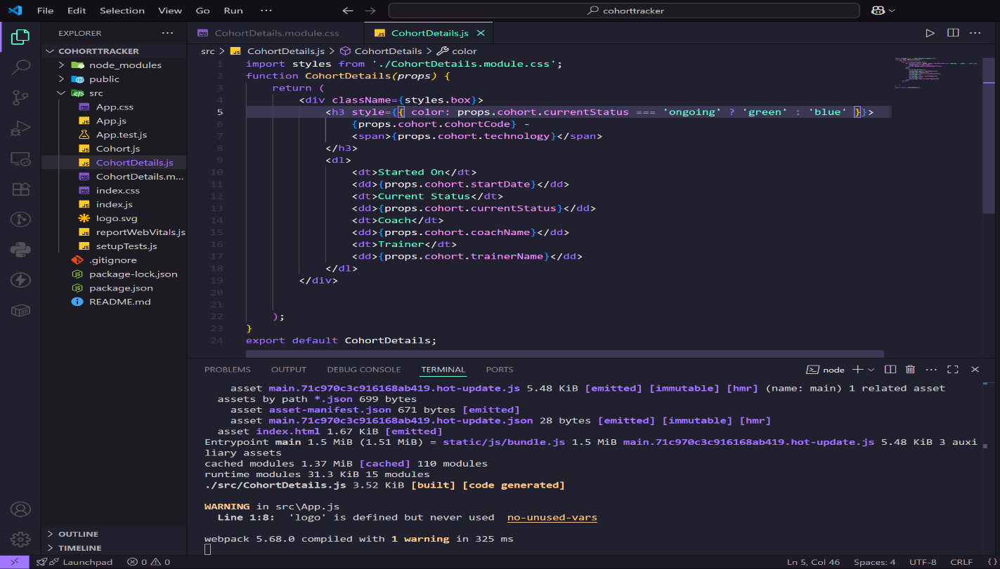 File Edit Selection View Go Run ··· cohorttracker
EXPLORER ···
COHORTTRACKER
node_modules
public
src
App.css
App.js
App.test.js
Cohort.js
CohortDetails.js
CohortDetails.m...
index.css
index.js
logo.svg
reportWebVitals.js
setupTests.js
.gitignore
package-lock.json
package.json
README.md
OUTLINE
TIMELINE
CohortDetails.module.css CohortDetails.js
src > CohortDetails.js > CohortDetails > color
1 import styles from './CohortDetails.module.css';
2 function CohortDetails(props) {
3 return (
4 <div className={styles.box}>
5 <h3 style={{ color: props.cohort.currentStatus === 'ongoing' ? 'green' : 'blue' }}>
6 {props.cohort.cohortCode} -
7 <span>{props.cohort.technology}</span>
8 </h3>
9 <dl>
10 <dt>Started On</dt>
11 <dd>{props.cohort.startDate}</dd>
12 <dt>Current Status</dt>
13 <dd>{props.cohort.currentStatus}</dd>
14 <dt>Coach</dt>
15 <dd>{props.cohort.coachName}</dd>
16 <dt>Trainer</dt>
17 <dd>{props.cohort.trainerName}</dd>
18 </dl>
19 </div>
20
21
22 );
23 }
24 export default CohortDetails;
PROBLEMS OUTPUT DEBUG CONSOLE TERMINAL PORTS node
asset main.71c970c3c916168ab419.hot-update.js 5.48 KiB [emitted] [immutable] [hmr] (name: main) 1 related asset
assets by path *.json 699 bytes
asset asset-manifest.json 671 bytes [emitted]
asset main.71c970c3c916168ab419.hot-update.json 28 bytes [emitted] [immutable] [hmr]
asset index.html 1.67 KiB [emitted]
Entrypoint main 1.5 MiB (1.51 MiB) = static/js/bundle.js 1.5 MiB main.71c970c3c916168ab419.hot-update.js 5.48 KiB 3 auxi
liary assets
cached modules 1.37 MiB [cached] 110 modules
runtime modules 31.3 KiB 15 modules
./src/CohortDetails.js 3.52 KiB [built] [code generated]
WARNING in src\App.js
Line 1:8: 'logo' is defined but never used no-unused-vars
webpack 5.68.0 compiled with 1 warning in 325 ms
Launchpad 0 0 Ln 5, Col 46 Spaces: 4 UTF-8 CRLF {}